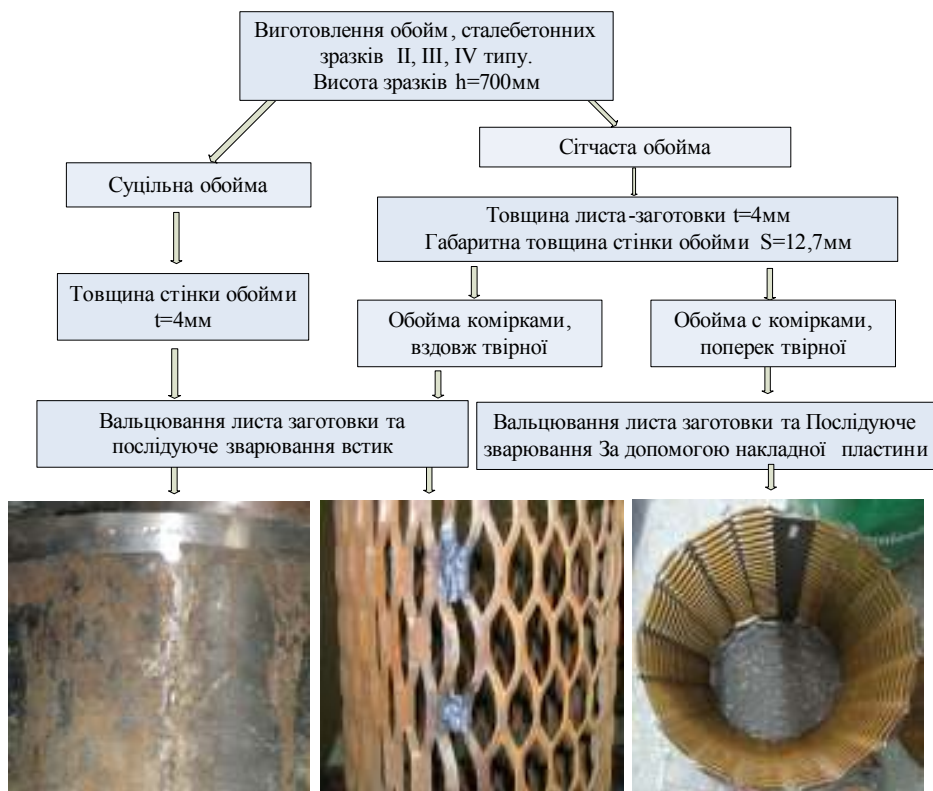 Виготовлення обойм, сталебетонних
зразків II, III, IV типу.
Висота зразків h=700мм
Суцільна обойма
Сітчаста обойма
Товщина листа-заготовки t=4мм
Габаритна товщина стінки обойми S=12,7мм
Товщина стінки обойми
t=4мм
Обойма комірками,
вздовж твірної
Обойма с комірками,
поперек твірної
Вальцювання листа заготовки та
послідуюче зварювання встик
Вальцювання листа заготовки та Послідуюче
зварювання За допомогою накладної пластини